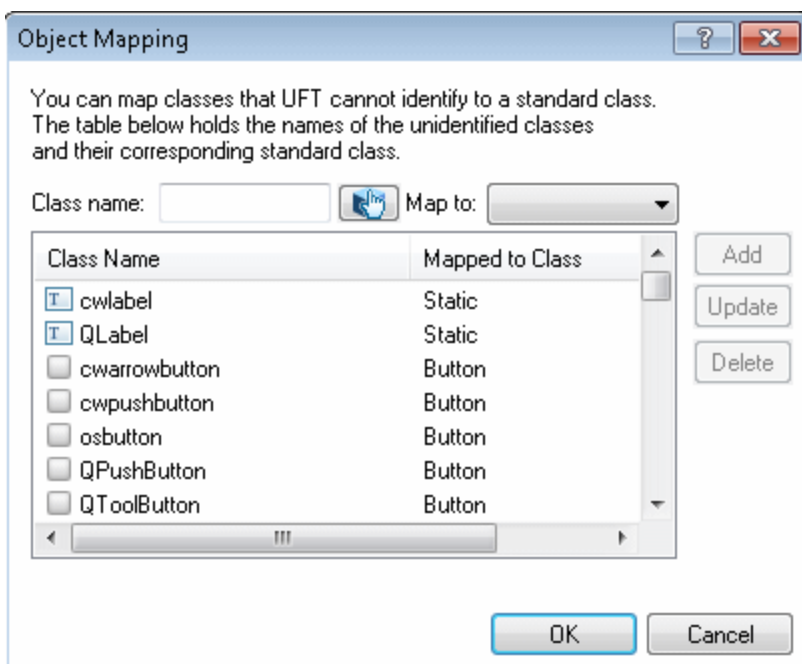 Object Mapping
You can map classes that UFT cannot identify to a standard class.
The table below holds the names of the unidentified classes
and their corresponding standard class.
Class name: Map to:
Class Name Mapped to Class Add
cwlabel Static
QLabel Static Update
cwarrowbutton Button Delete
cwpushbutton Button
osbutton Button
QPushButton Button
QToolButton Button
OK Cancel